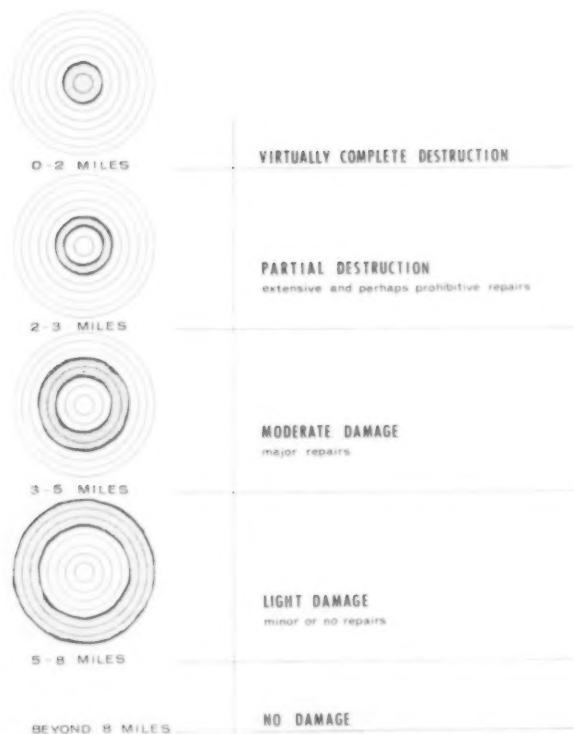 0-2 MILES
VIRTUALLY COMPLETE DESTRUCTION
PARTIAL DESTRUCTION
extensive and perhaps prohibitive repairs
2-3 MILES
MODERATE DAMAGE
major repairs
3-5 MILES
LIGHT DAMAGE
minor or no repairs
5-8 MILES
NO DAMAGE
BEYOND 8 MILES